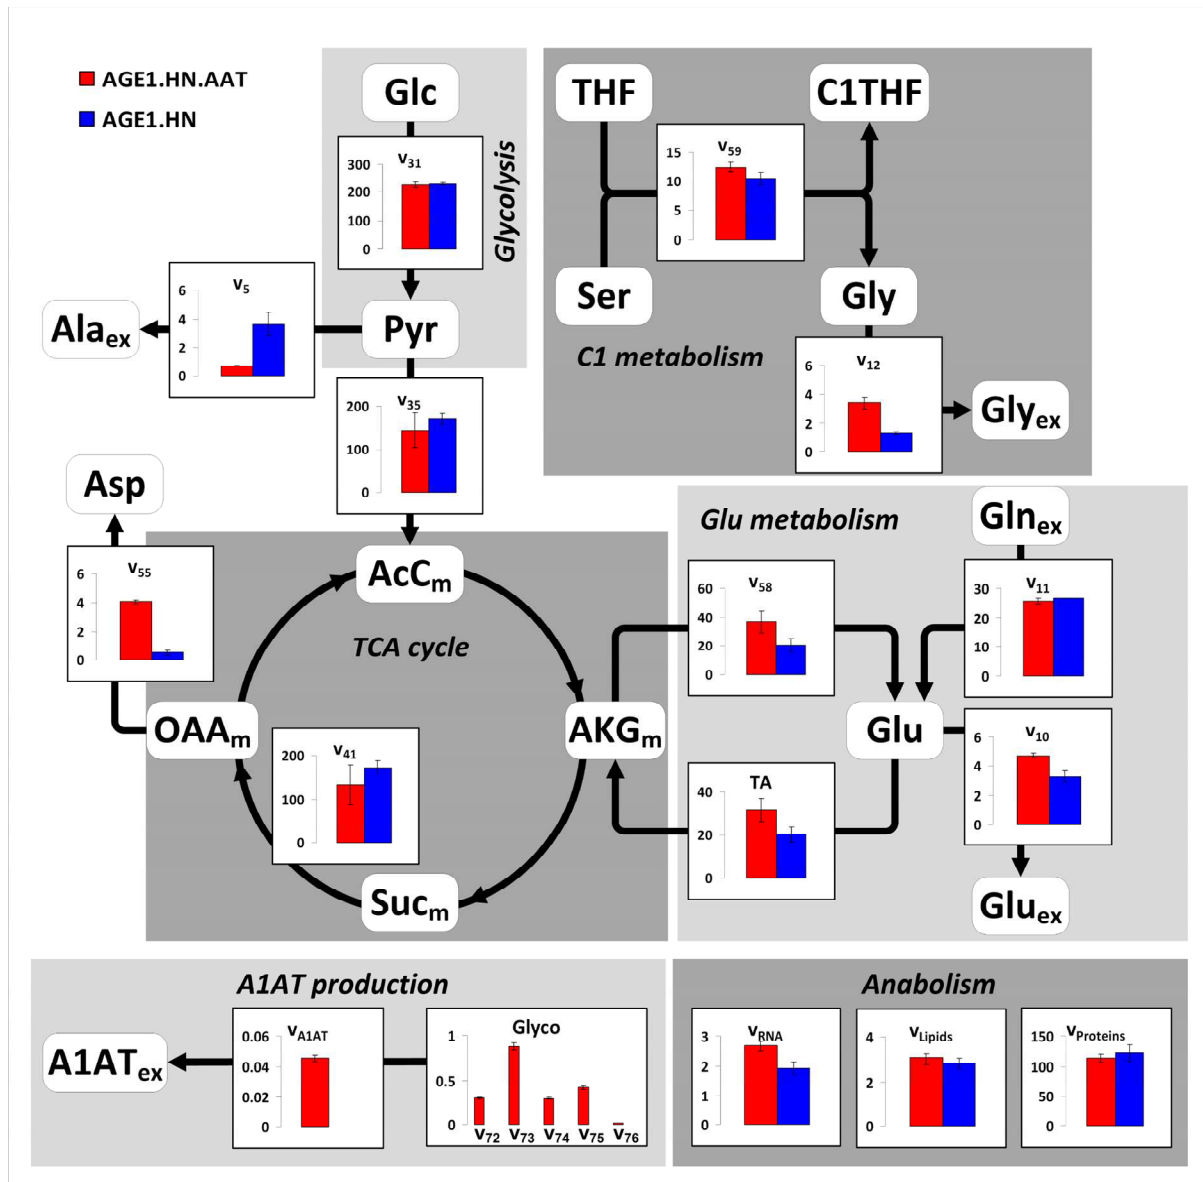 AGE1.HN.AAT
AGE1.HN
Glc
v31
300
200
100
0
Glycolysis
Pyr
v5
6
4
2
0
Alaex
v35
200
100
0
THF
C1THF
v59
15
10
5
0
Ser
Gly
C1 metabolism
v12
6
4
2
0
Glyex
Asp
v55
6
4
2
0
AcCm
TCA cycle
OAAm
AKGm
v41
200
100
0
Sucm
Glu metabolism
Glnex
v58
60
40
20
0
v11
30
20
10
0
Glu
TA
40
20
0
v10
6
4
2
0
Gluex
A1AT production
A1ATex
vA1AT
0.06
0.04
0.02
0
Glyco
1
0.5
0
v72 v73 v74 v75 v76
Anabolism
vRNA
3
2
1
0
vLipids
4
2
0
vProteins
150
100
50
0